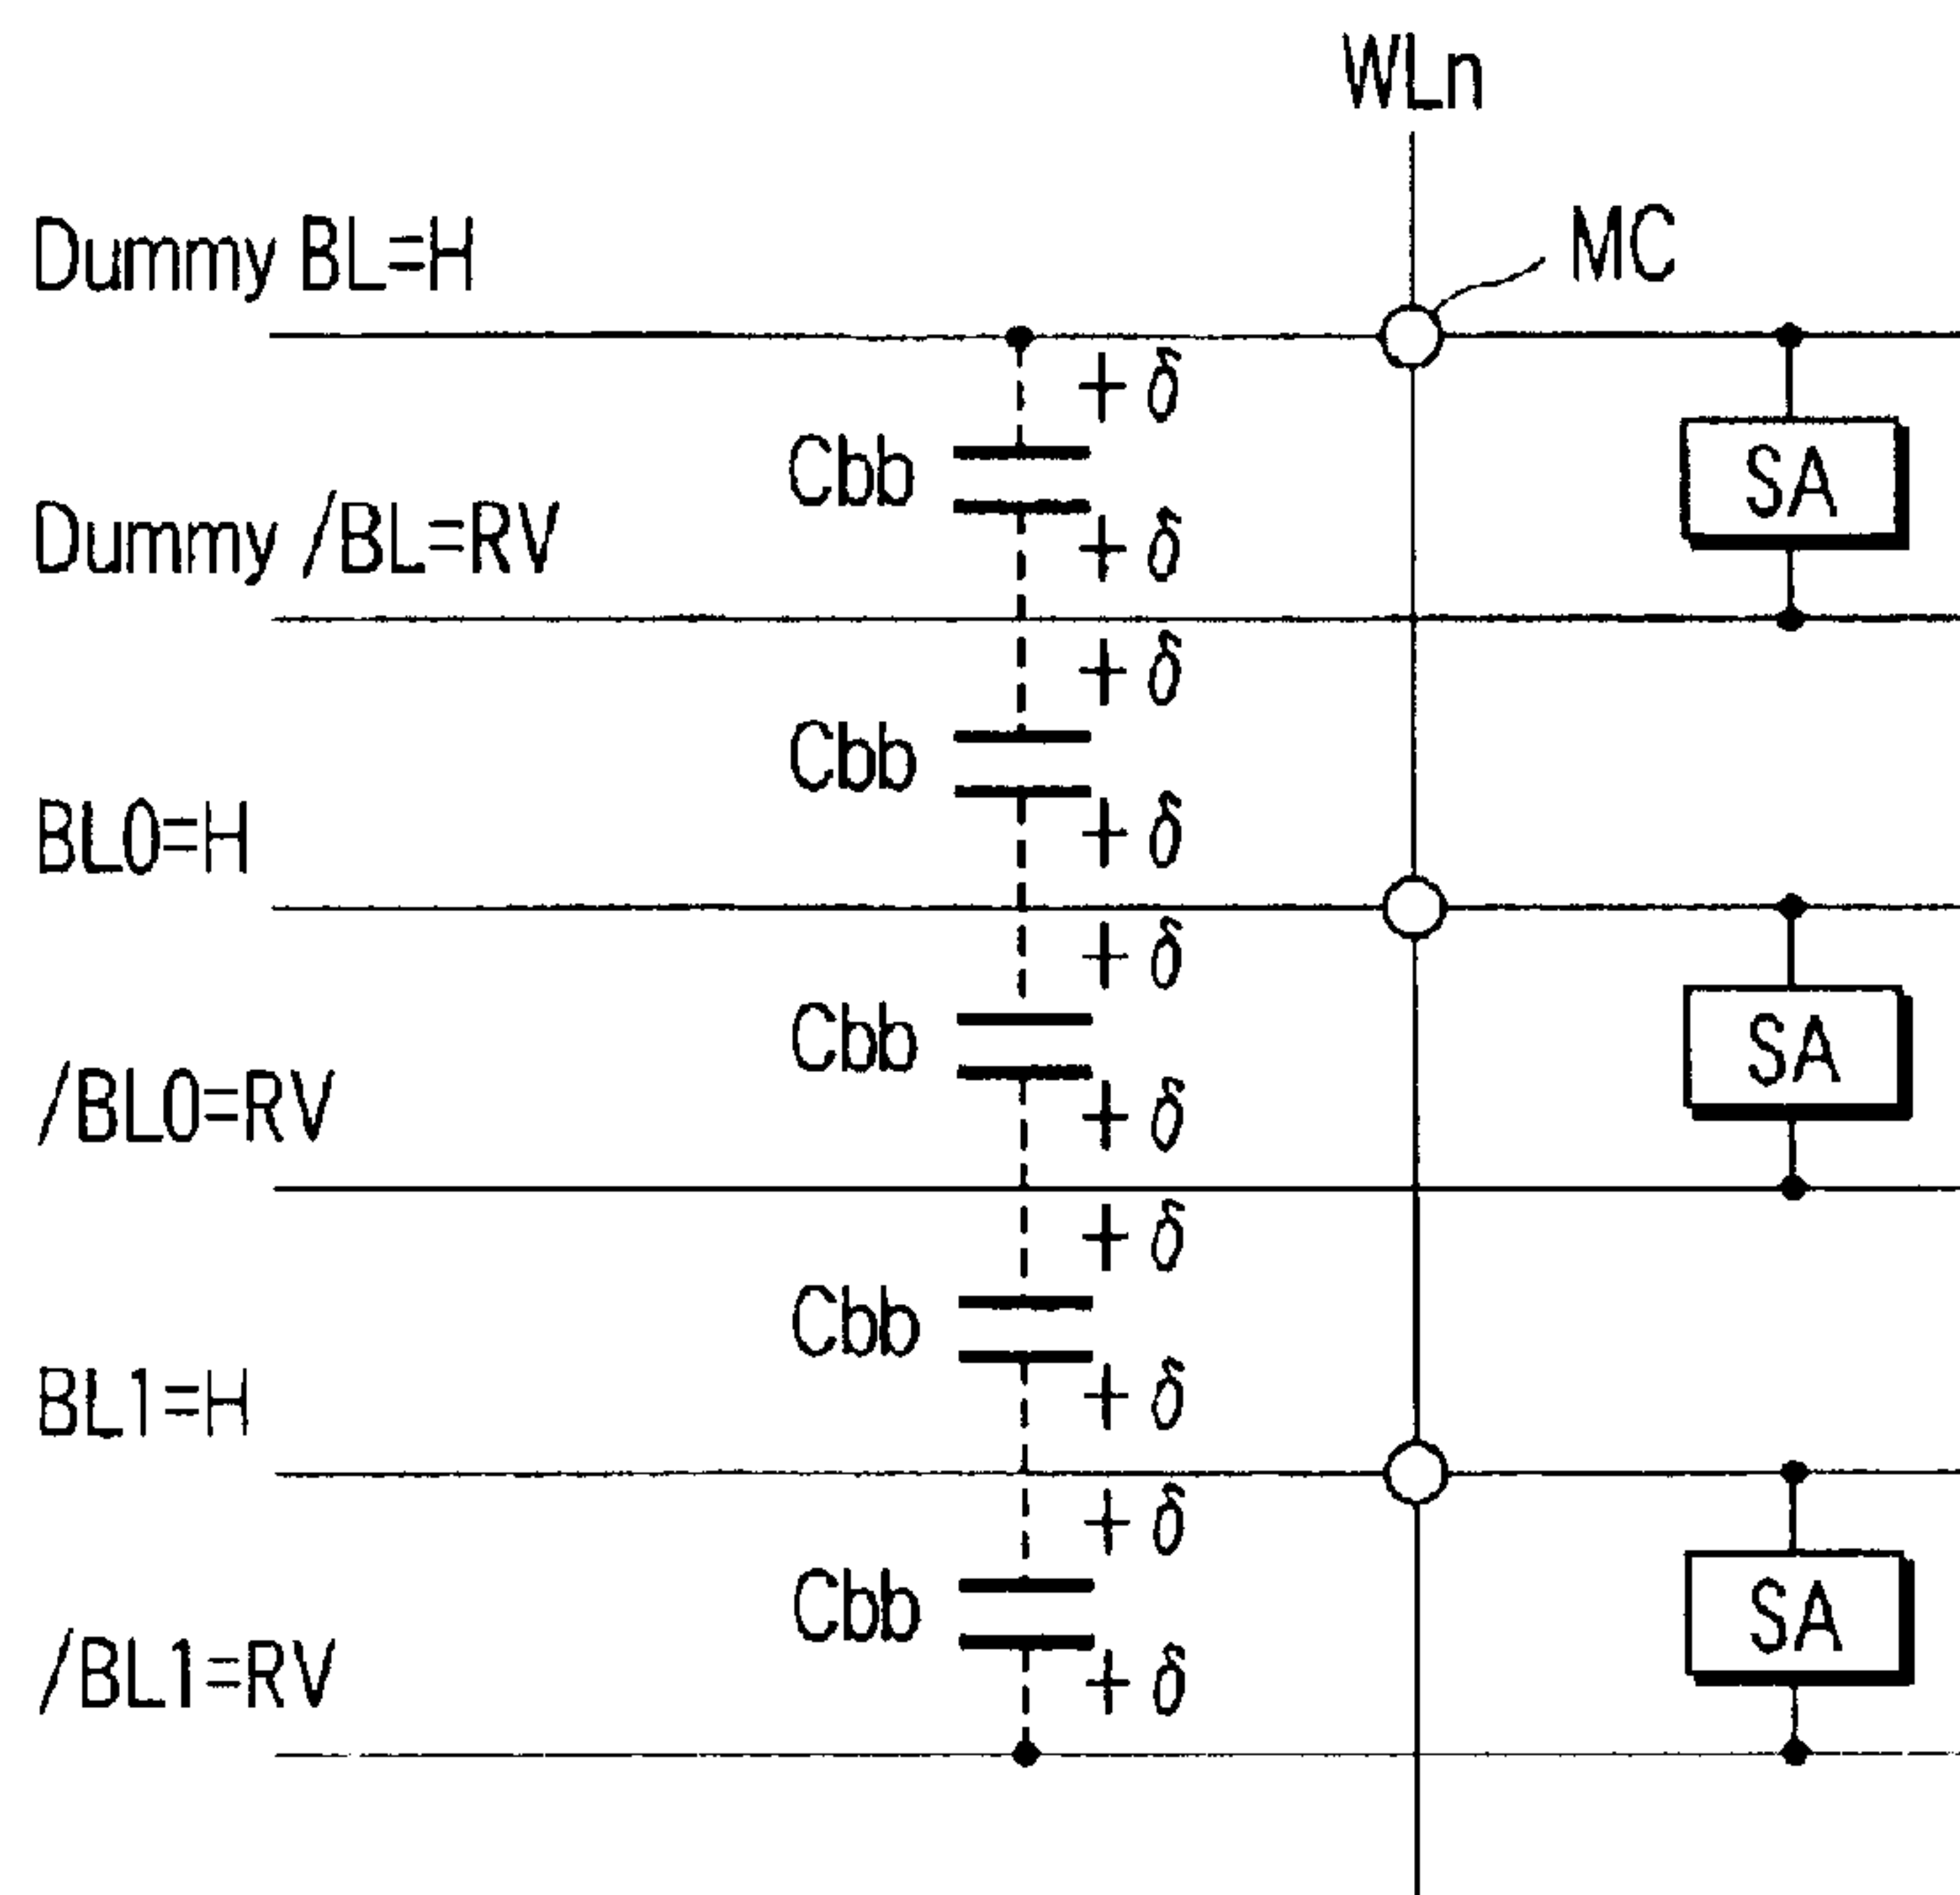 WLn
Dummy BL=H
MC
+δ
Cbb
SA
+δ
Dummy /BL=RV
+δ
Cbb
+δ
BL0=H
+δ
Cbb
SA
+δ
/BL0=RV
+δ
Cbb
+δ
BL1=H
+δ
Cbb
SA
+δ
/BL1=RV